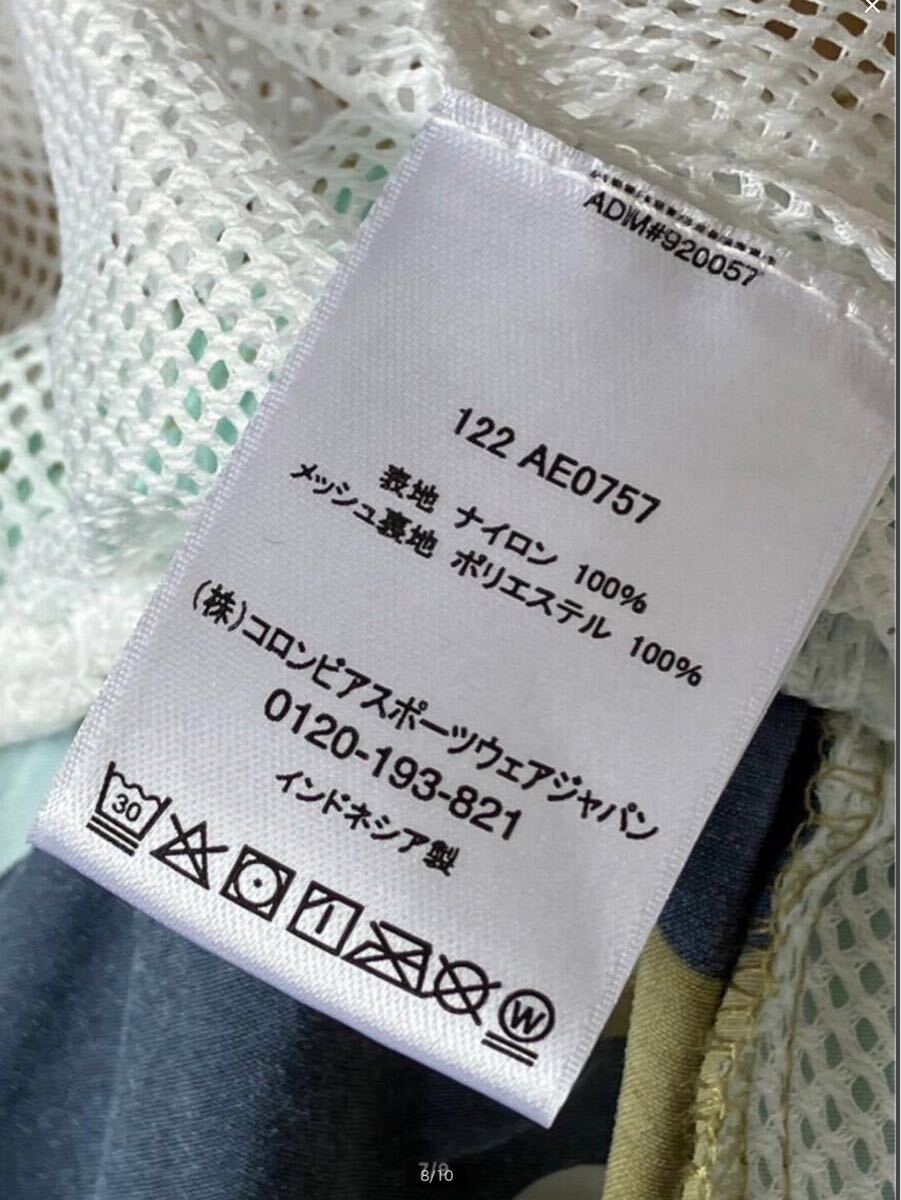 ADM#920057
122 AE0757
表地 ナイロン 100%
メッシュ裏地 ポリエステル 100%
(株)コロンビアスポーツウェアジャパン
0120-193-821
インドネシア製
30
W
8/10